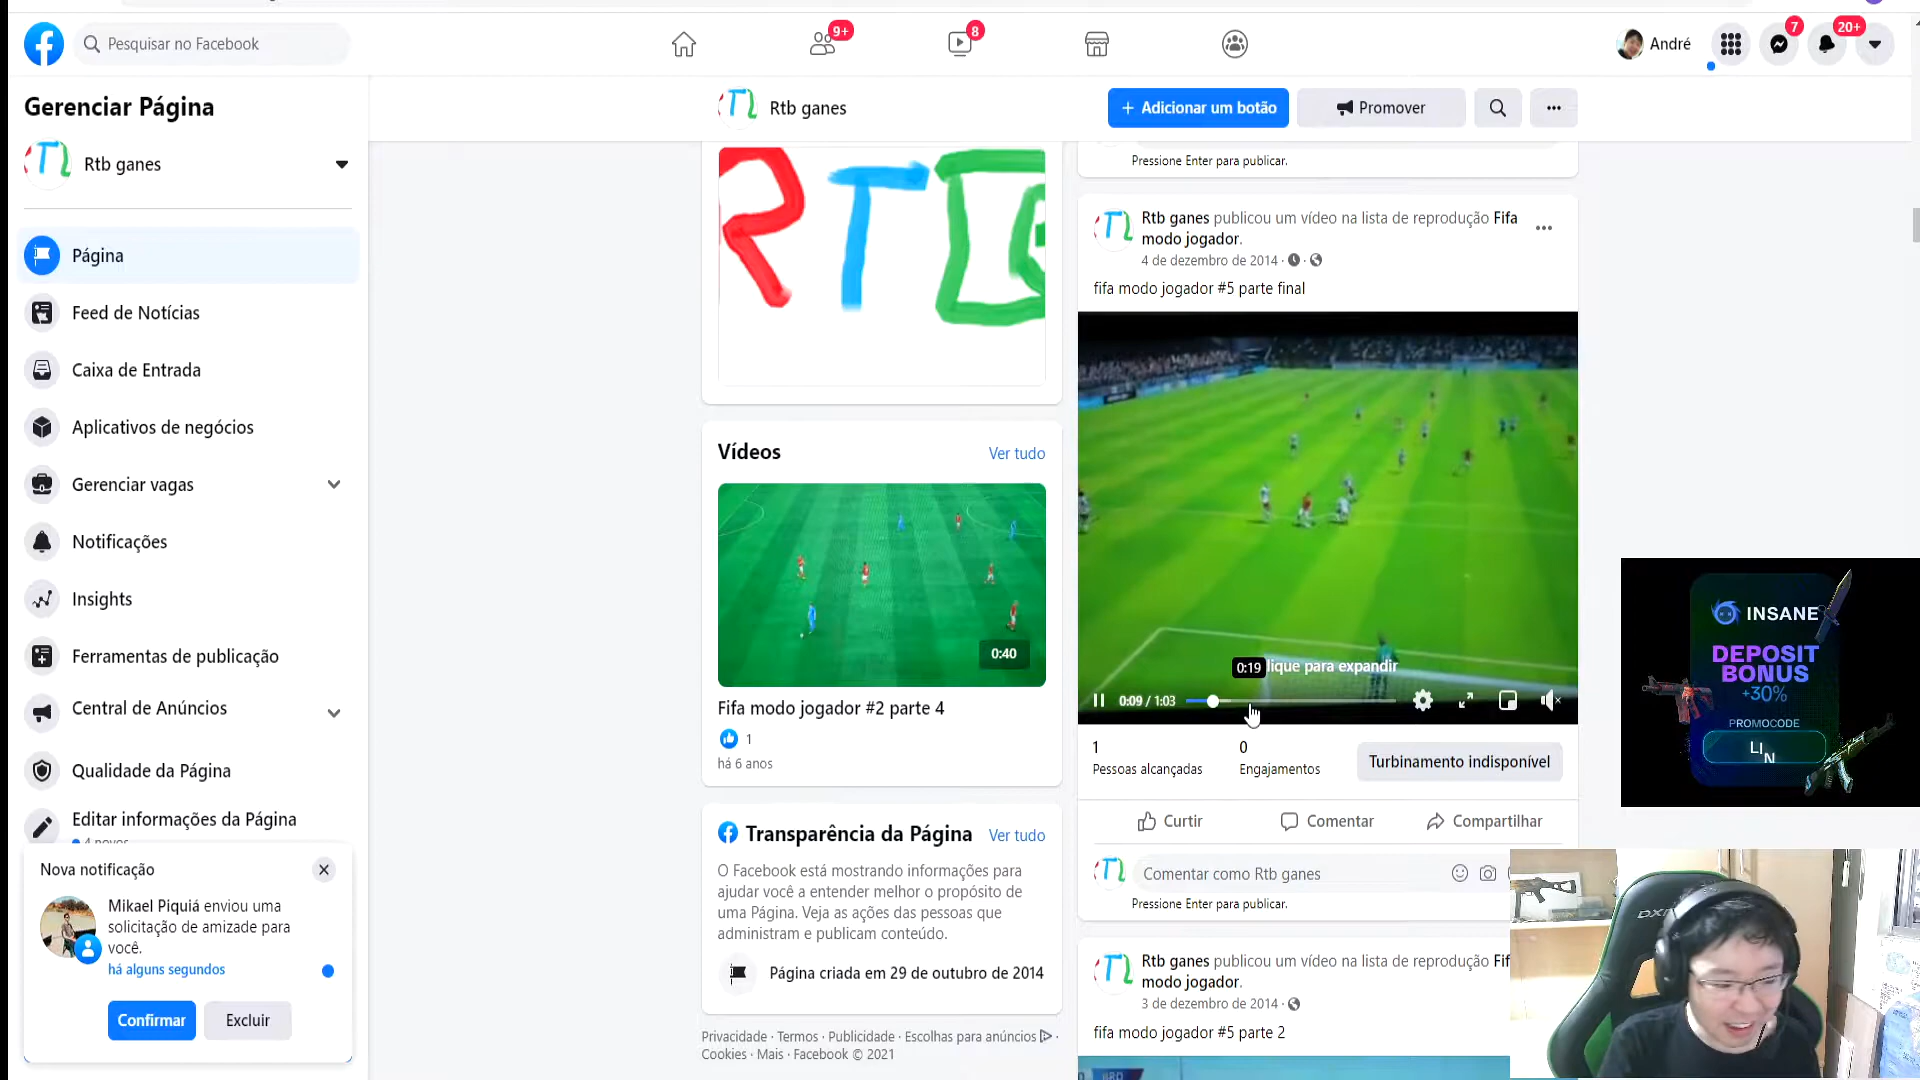 Pesquisar no Facebook
9+
8
André
7
20+
Gerenciar Página
Rtb ganes
Página
Feed de Notícias
Caixa de Entrada
Aplicativos de negócios
Gerenciar vagas
Notificações
Insights
Ferramentas de publicação
Central de Anúncios
Qualidade da Página
Editar informações da Página
4 novos
Nova notificação
Mikael Piquiá enviou uma
solicitação de amizade para
você.
há alguns segundos
Confirmar
Excluir
Rtb ganes
+ Adicionar um botão
Promover
RTG
Vídeos
Ver tudo
0:40
Fifa modo jogador #2 parte 4
1
há 6 anos
Transparência da Página
Ver tudo
O Facebook está mostrando informações para
ajudar você a entender melhor o propósito de
uma Página. Veja as ações das pessoas que
administram e publicam conteúdo.
Página criada em 29 de outubro de 2014
Privacidade · Termos · Publicidade · Escolhas para anúncios ·
Cookies · Mais · Facebook © 2021
Pressione Enter para publicar.
Rtb ganes publicou um vídeo na lista de reprodução Fifa
modo jogador.
4 de dezembro de 2014
fifa modo jogador #5 parte final
0:19
lique para expandir
0:09 / 1:03
1
Pessoas alcançadas
0
Engajamentos
Turbinamento indisponível
Curtir
Comentar
Compartilhar
Comentar como Rtb ganes
Pressione Enter para publicar.
Rtb ganes publicou um vídeo na lista de reprodução Fif
modo jogador.
3 de dezembro de 2014
fifa modo jogador #5 parte 2
INSANE
DEPOSIT
BONUS
+30%
PROMOCODE
LI
N